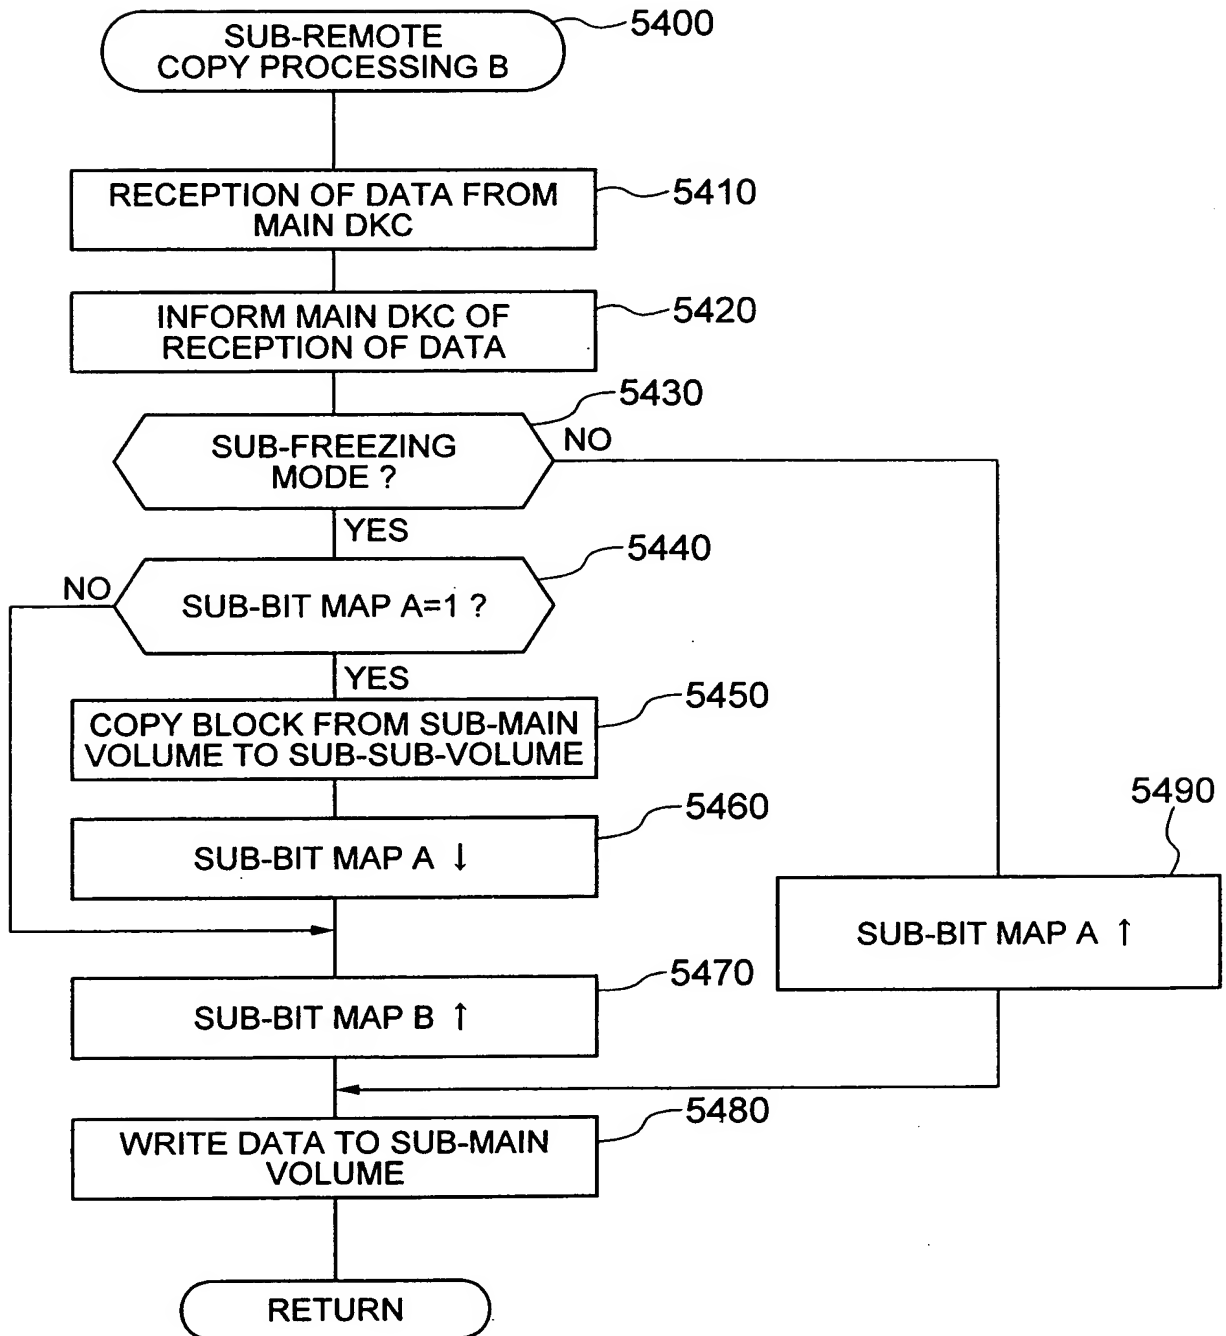 SUB-REMOTE
COPY PROCESSING B
5400
RECEPTION OF DATA FROM
MAIN DKC
5410
INFORM MAIN DKC OF
RECEPTION OF DATA
5420
5430
SUB-FREEZING
MODE ?
NO
YES
5440
NO
SUB-BIT MAP A=1 ?
YES
5450
COPY BLOCK FROM SUB-MAIN
VOLUME TO SUB-SUB-VOLUME
5460
SUB-BIT MAP A ↓
5490
SUB-BIT MAP A ↑
5470
SUB-BIT MAP B ↑
5480
WRITE DATA TO SUB-MAIN
VOLUME
RETURN